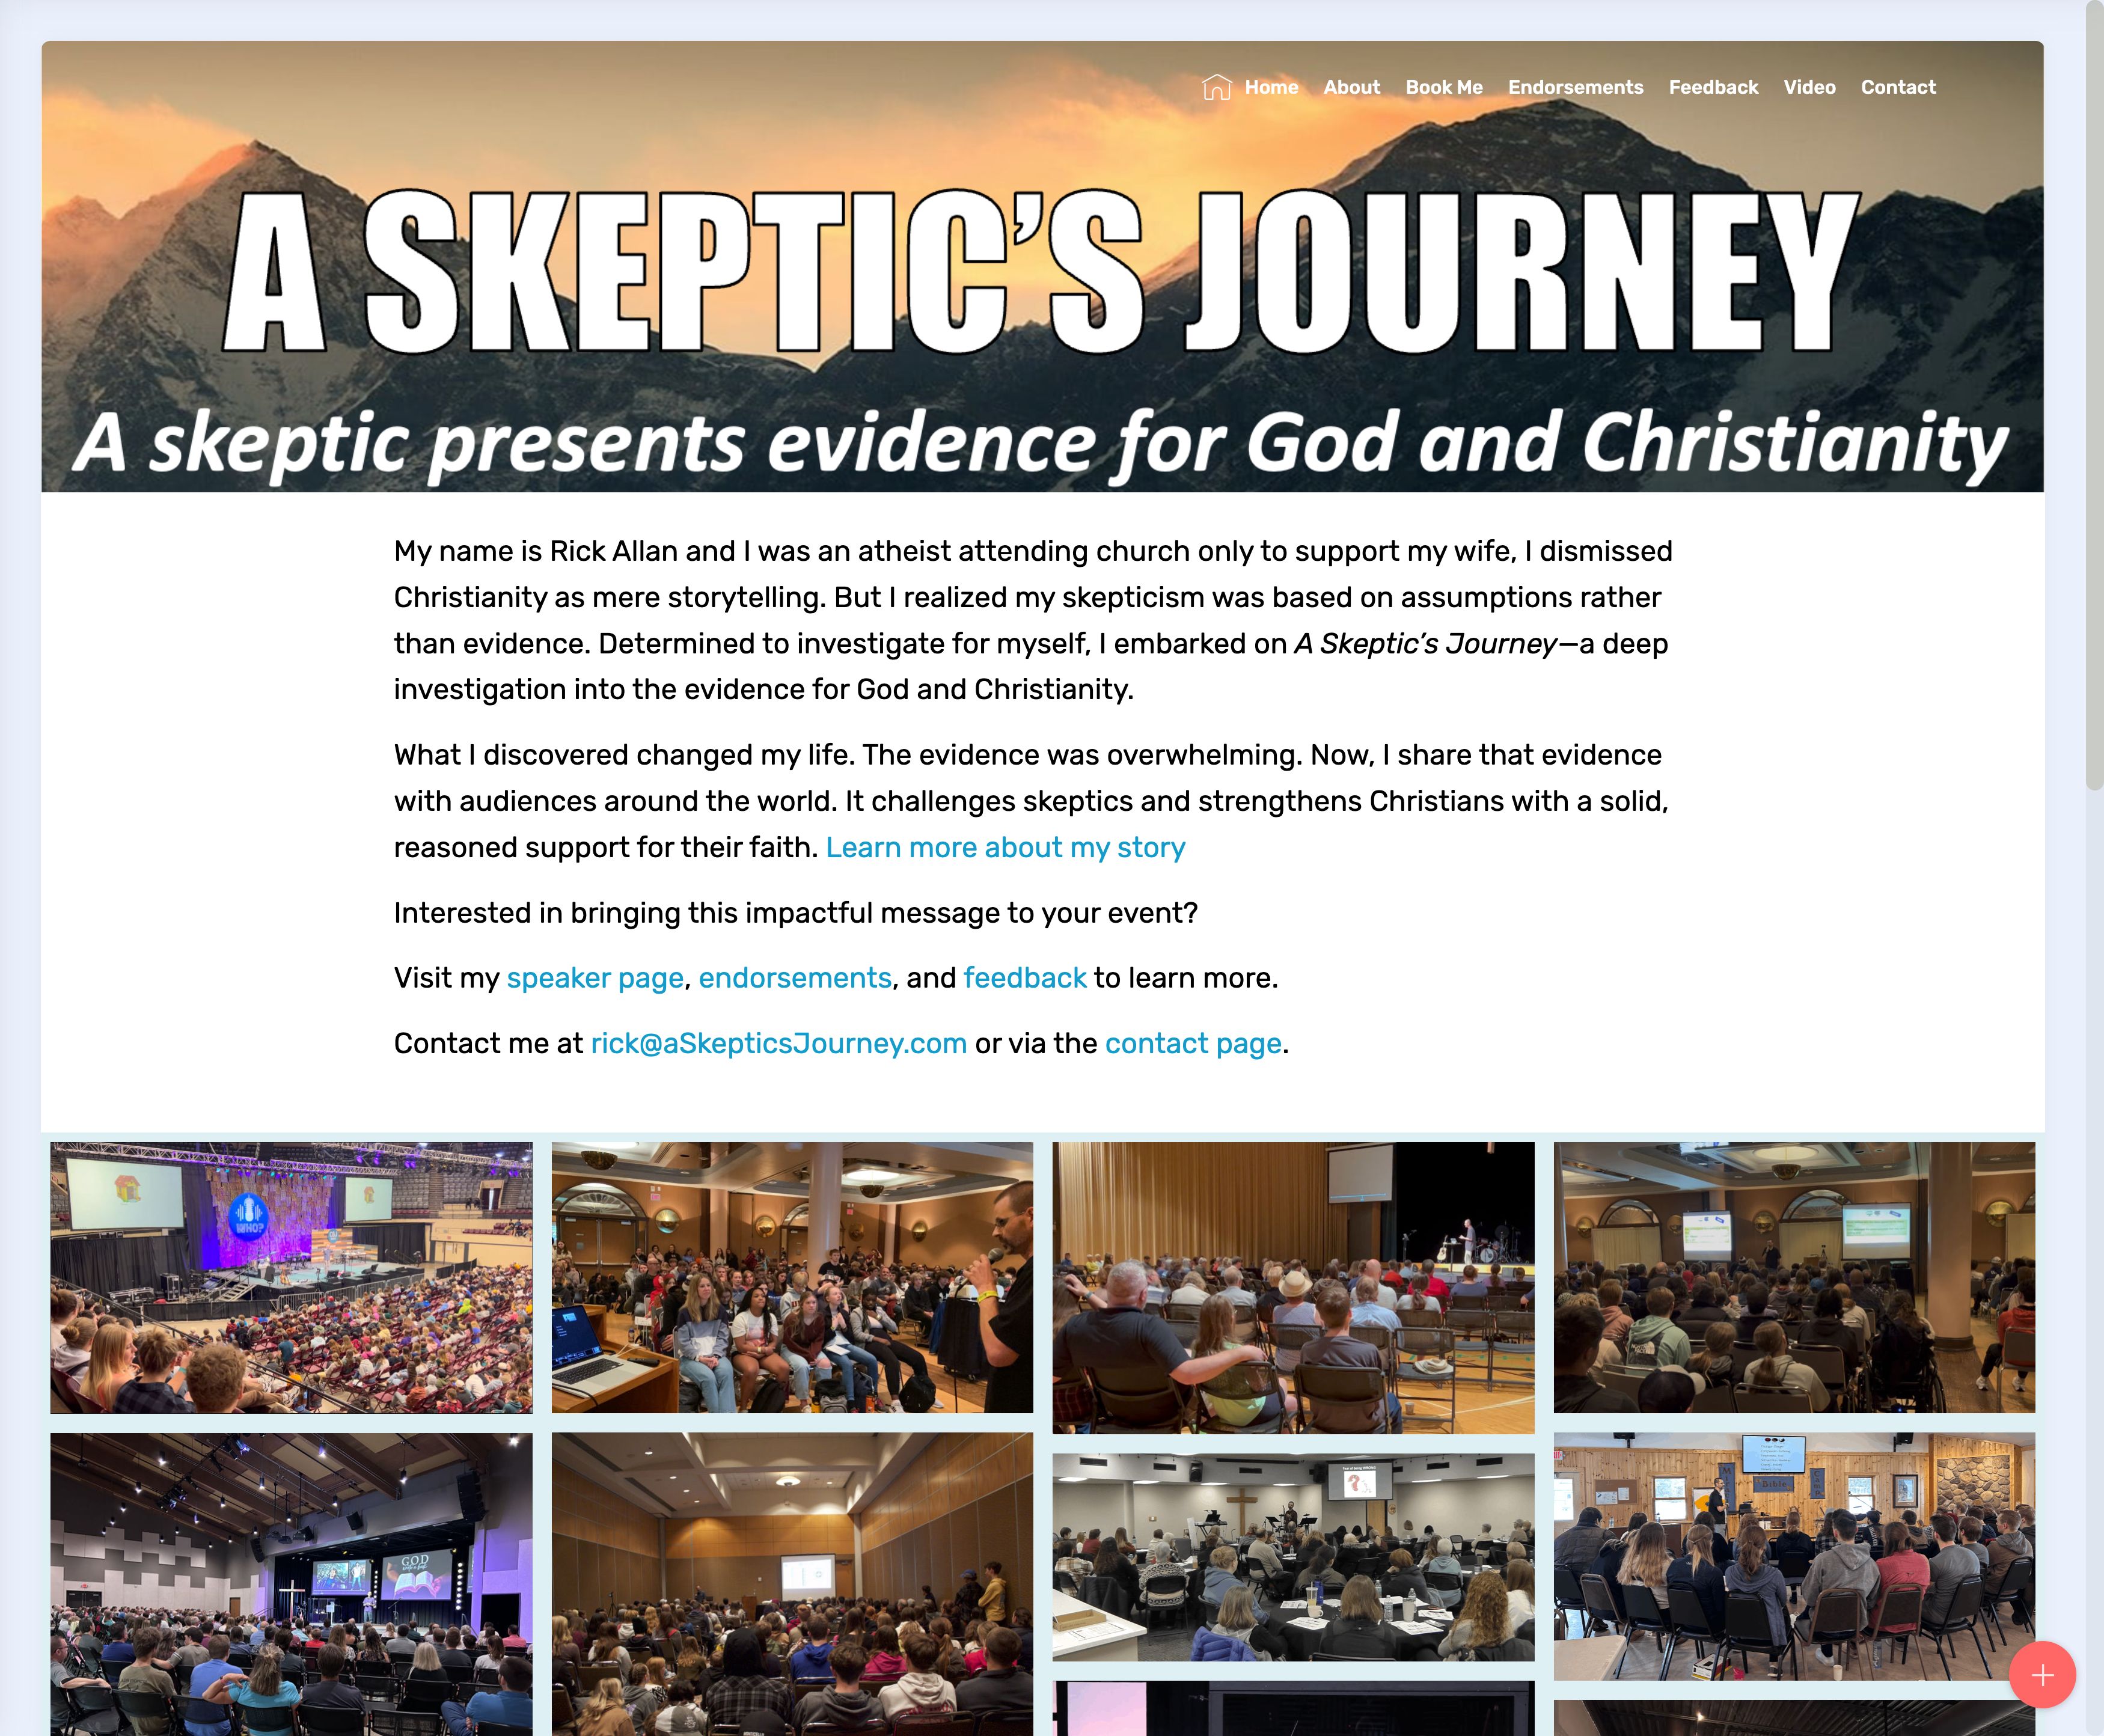 Home About Book Me Endorsements Feedback Video Contact
A SKEPTIC'S JOURNEY
A skeptic presents evidence for God and Christianity
My name is Rick Allan and I was an atheist attending church only to support my wife, I dismissed
Christianity as mere storytelling. But I realized my skepticism was based on assumptions rather
than evidence. Determined to investigate for myself, I embarked on A Skeptic's Journey—a deep
investigation into the evidence for God and Christianity.
What I discovered changed my life. The evidence was overwhelming. Now, I share that evidence
with audiences around the world. It challenges skeptics and strengthens Christians with a solid,
reasoned support for their faith. Learn more about my story
Interested in bringing this impactful message to your event?
Visit my speaker page, endorsements, and feedback to learn more.
Contact me at rick@aSkepticsJourney.com or via the contact page.
WHO?
GOD
Bible